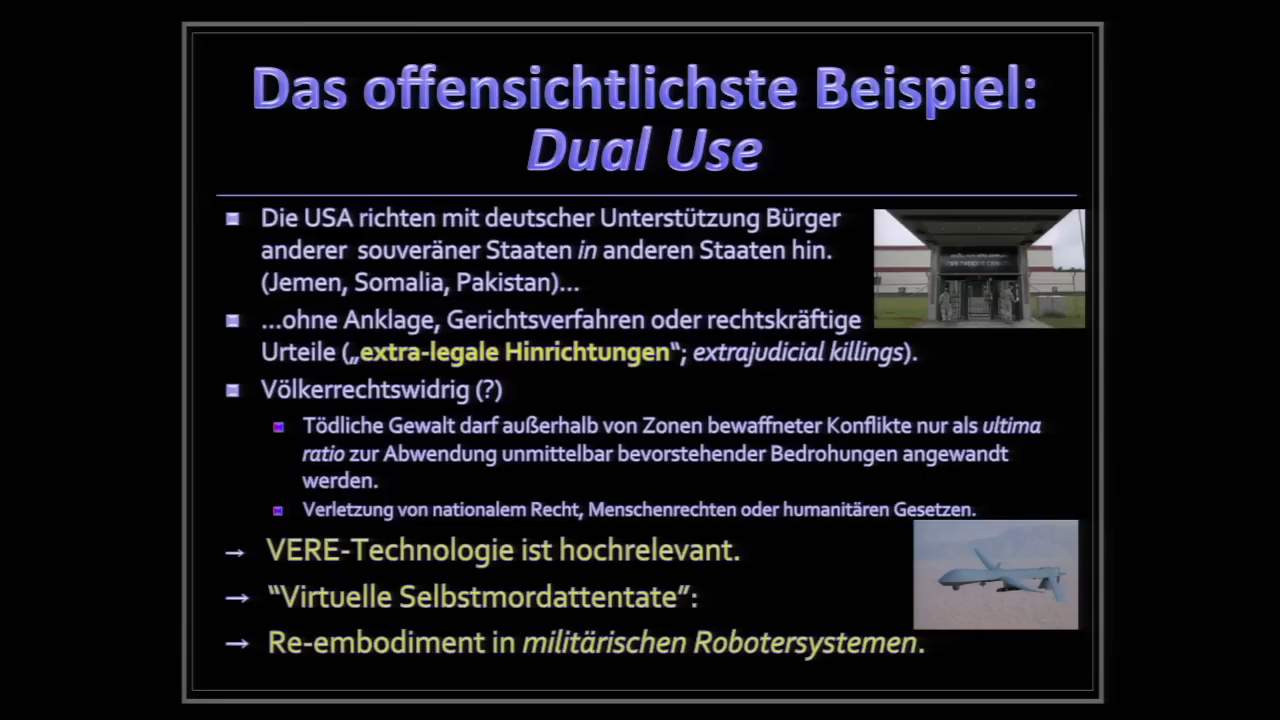 Das offensichtlichste Beispiel:
Dual Use
Die USA richten mit deutscher Unterstützung Bürger
anderer souveräner Staaten in anderen Staaten hin.
(Jemen, Somalia, Pakistan)...
...ohne Anklage, Gerichtsverfahren oder rechtskräftige
Urteile („extra-legale Hinrichtungen“; extrajudicial killings).
Völkerrechtswidrig (?)
Tödliche Gewalt darf außerhalb von Zonen bewaffneter Konflikte nur als ultima
ratio zur Abwendung unmittelbar bevorstehender Bedrohungen angewandt
werden.
Verletzung von nationalem Recht, Menschenrechten oder humanitären Gesetzen.
→ VERE-Technologie ist hochrelevant.
→ “Virtuelle Selbstmordattentate”:
→ Re-embodiment in militärischen Robotersystemen.